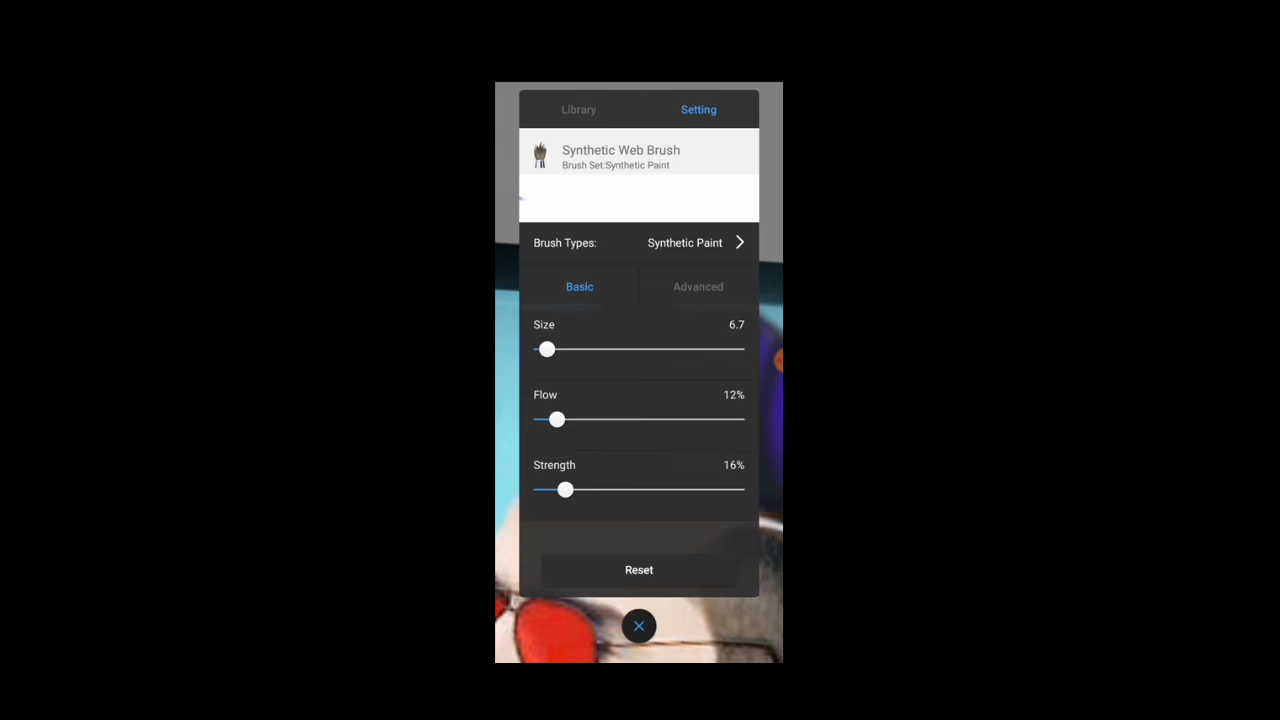 Library Setting
Synthetic Web Brush
Brush Set:Synthetic Paint
Brush Types: Synthetic Paint
Basic Advanced
Size 6.7
Flow 12%
Strength 16%
Reset